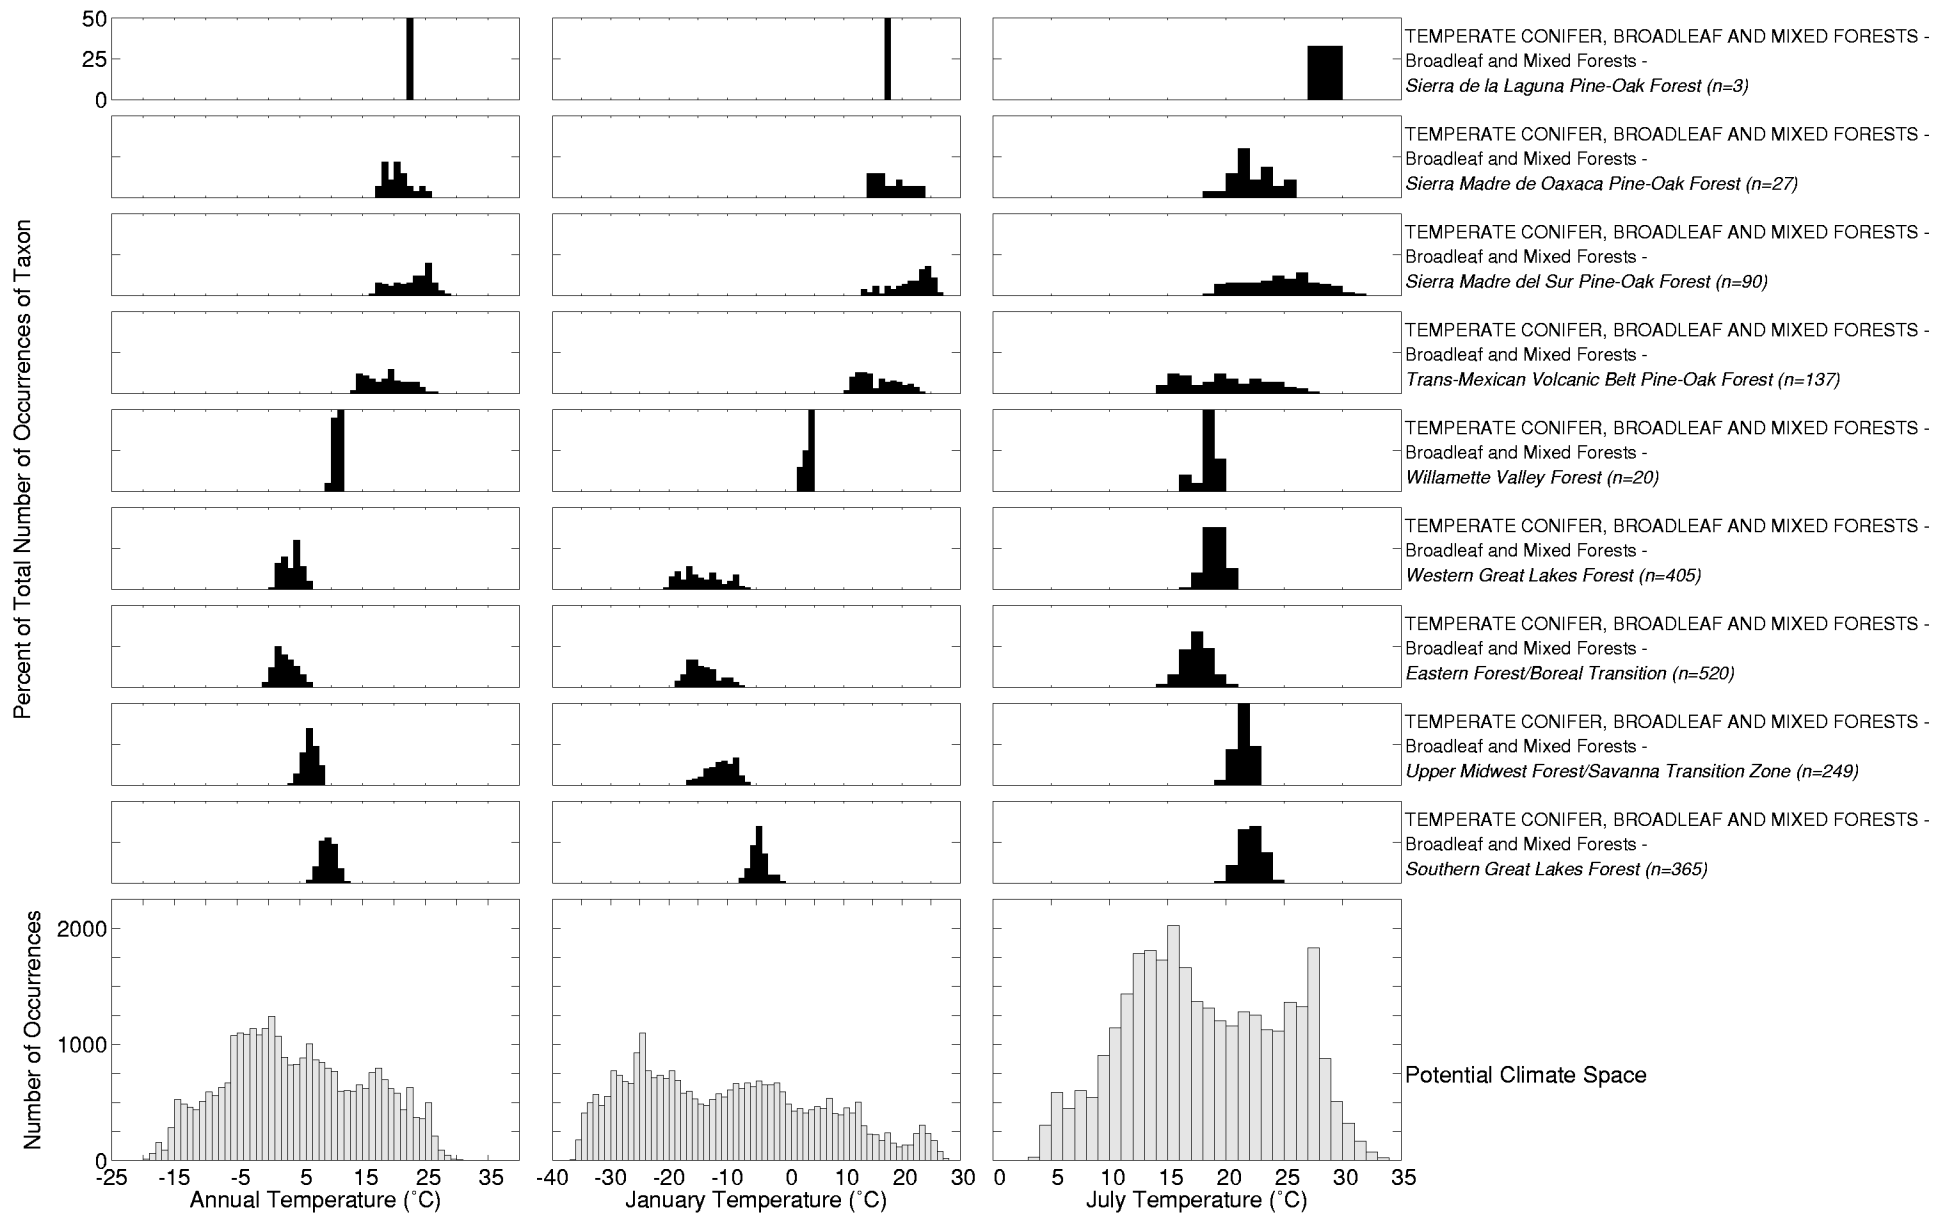 50
25
0
TEMPERATE CONIFER, BROADLEAF AND MIXED FORESTS -
Broadleaf and Mixed Forests -
Sierra de la Laguna Pine-Oak Forest (n=3)
TEMPERATE CONIFER, BROADLEAF AND MIXED FORESTS -
Broadleaf and Mixed Forests -
Sierra Madre de Oaxaca Pine-Oak Forest (n=27)
TEMPERATE CONIFER, BROADLEAF AND MIXED FORESTS -
Broadleaf and Mixed Forests -
Sierra Madre del Sur Pine-Oak Forest (n=90)
TEMPERATE CONIFER, BROADLEAF AND MIXED FORESTS -
Broadleaf and Mixed Forests -
Trans-Mexican Volcanic Belt Pine-Oak Forest (n=137)
TEMPERATE CONIFER, BROADLEAF AND MIXED FORESTS -
Broadleaf and Mixed Forests -
Willamette Valley Forest (n=20)
TEMPERATE CONIFER, BROADLEAF AND MIXED FORESTS -
Broadleaf and Mixed Forests -
Western Great Lakes Forest (n=405)
TEMPERATE CONIFER, BROADLEAF AND MIXED FORESTS -
Broadleaf and Mixed Forests -
Eastern Forest/Boreal Transition (n=520)
TEMPERATE CONIFER, BROADLEAF AND MIXED FORESTS -
Broadleaf and Mixed Forests -
Upper Midwest Forest/Savanna Transition Zone (n=249)
TEMPERATE CONIFER, BROADLEAF AND MIXED FORESTS -
Broadleaf and Mixed Forests -
Southern Great Lakes Forest (n=365)
Percent of Total Number of Occurrences of Taxon
Number of Occurrences
2000
1000
0
Potential Climate Space
-25 -15 -5 5 15 25 35
-40 -30 -20 -10 0 10 20 30
0 5 10 15 20 25 30 35
Annual Temperature (˚C)
January Temperature (˚C)
July Temperature (˚C)